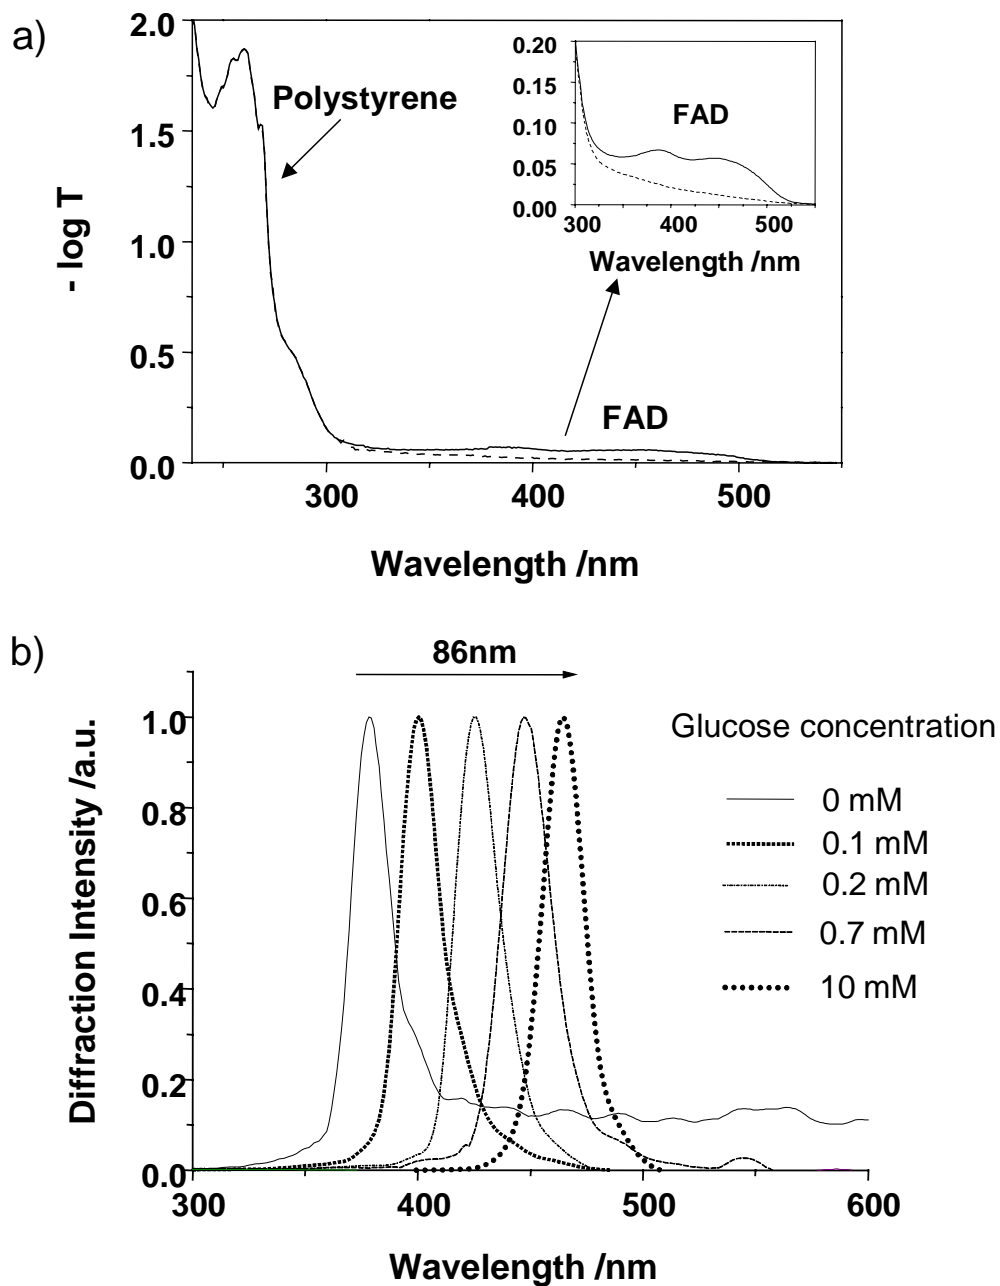 a)
2.0
1.5
1.0
0.5
0.0
- log T
Polystyrene
FAD
300
400
500
Wavelength /nm
0.20
0.15
0.10
0.05
0.00
FAD
300
400
500
Wavelength /nm
b)
86nm
1.0
0.8
0.6
0.4
0.2
0.0
Diffraction Intensity /a.u.
300
400
500
600
Wavelength /nm
Glucose concentration
0 mM
0.1 mM
0.2 mM
0.7 mM
10 mM